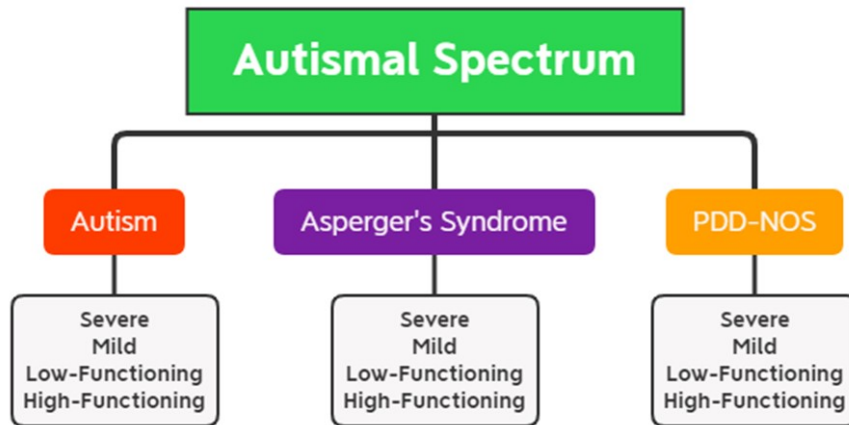 Autismal Spectrum
Autism
Asperger's Syndrome
PDD-NOS
Severe
Mild
Low-Functioning
High-Functioning
Severe
Mild
Low-Functioning
High-Functioning
Severe
Mild
Low-Functioning
High-Functioning